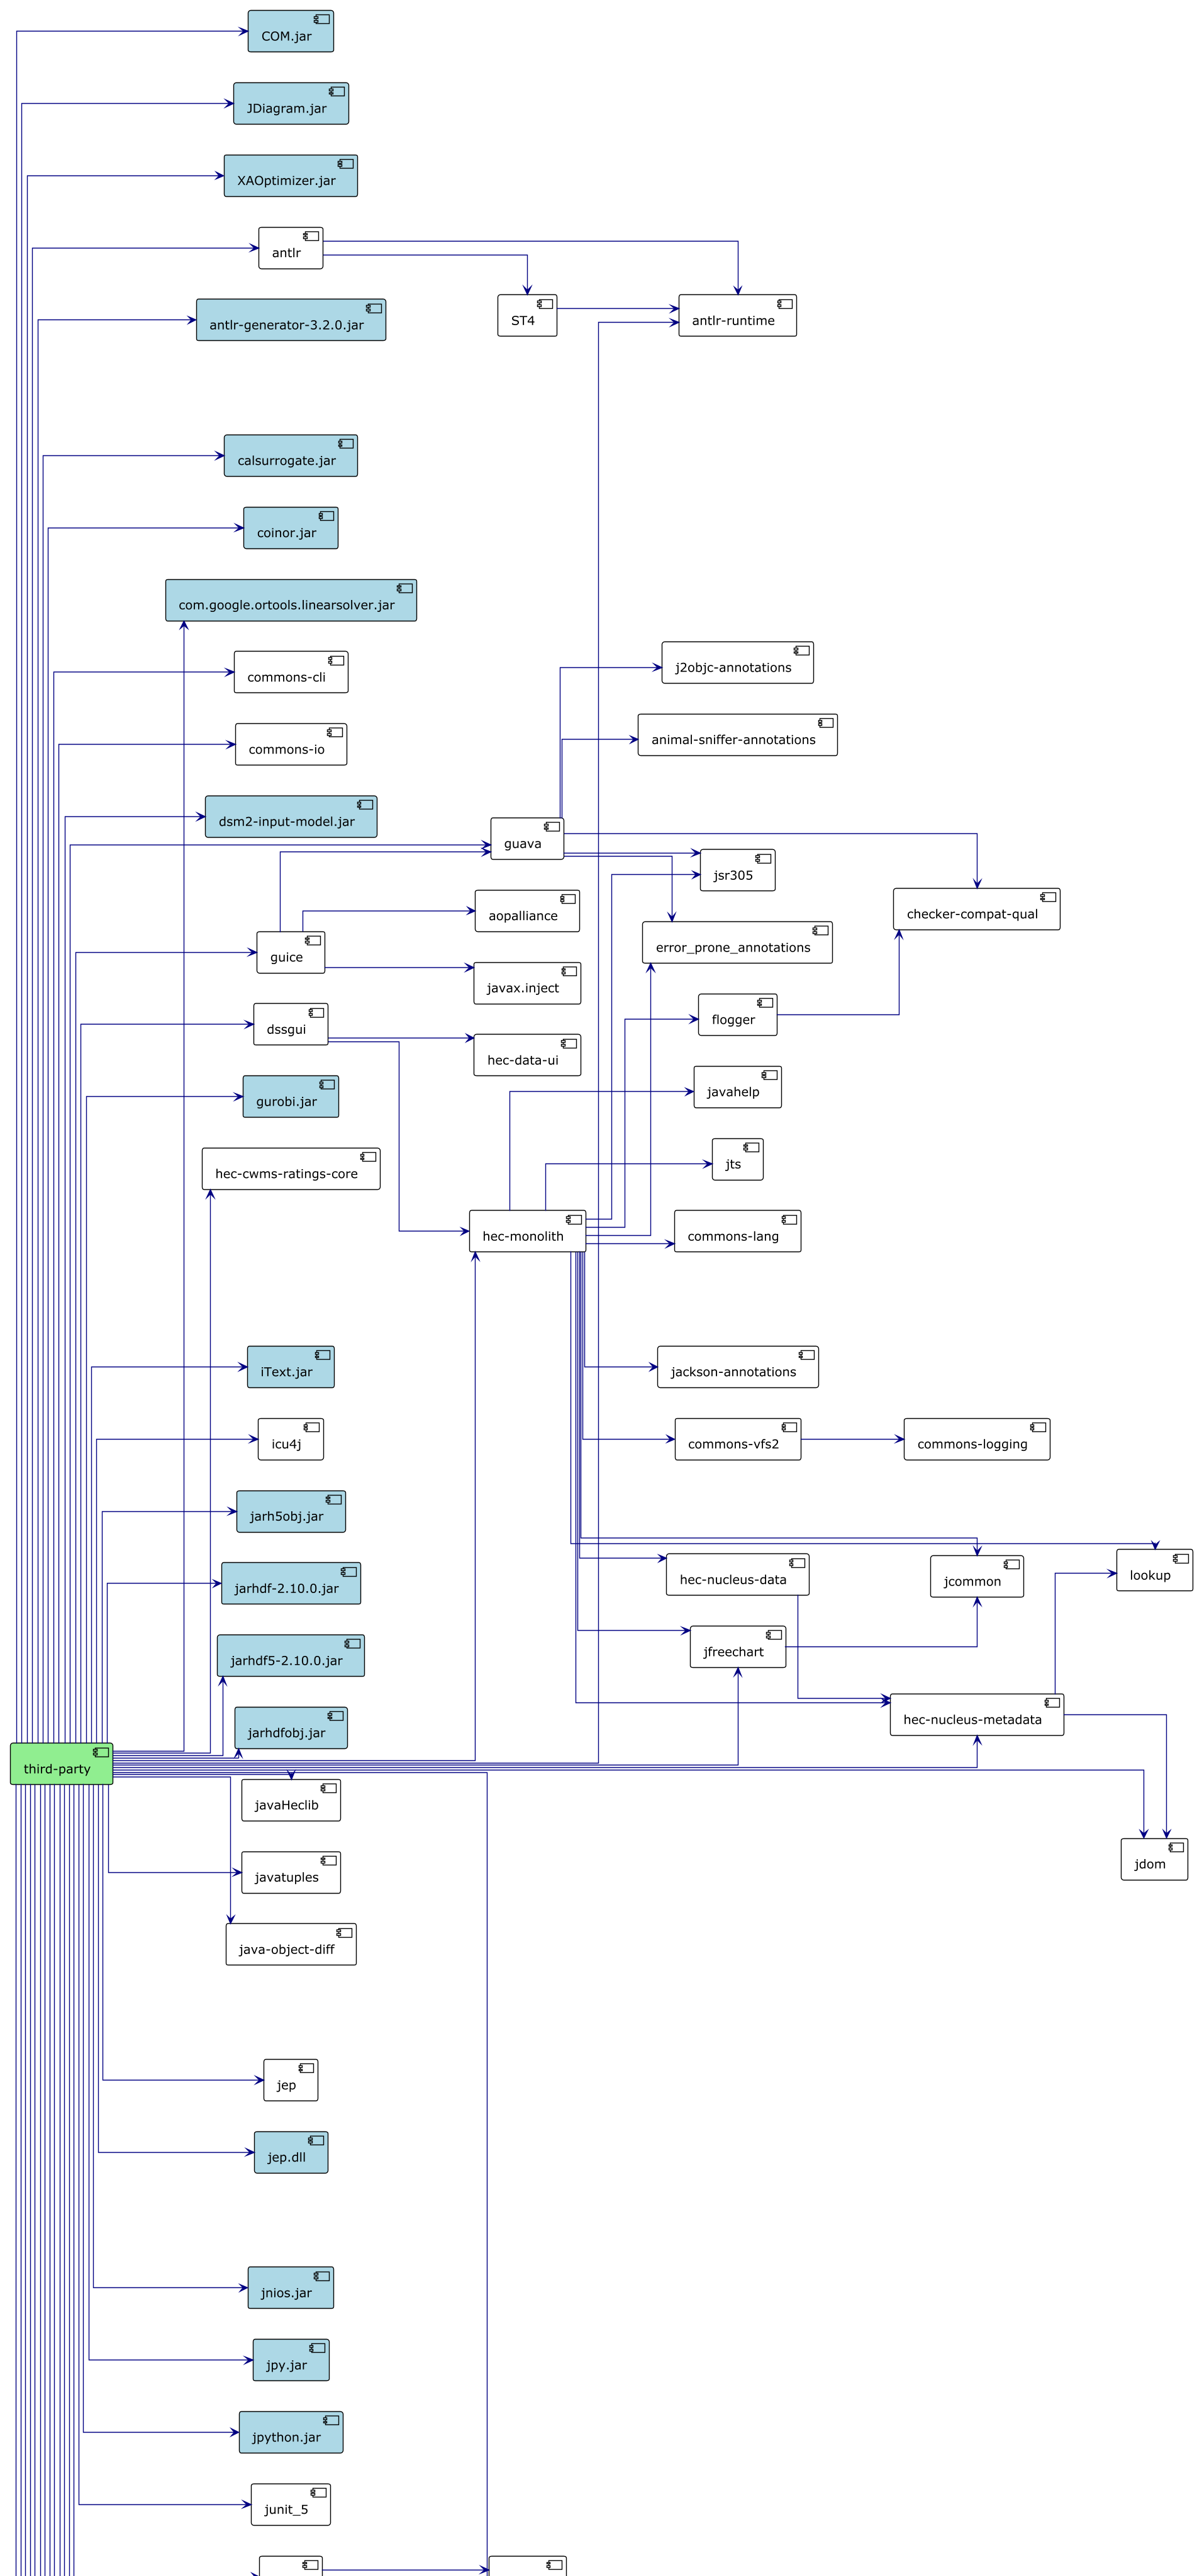 COM.jar
JDiagram.jar
XAOptimizer.jar
antlr
antlr-generator-3.2.0.jar
ST4
antlr-runtime
calsurrogate.jar
coinor.jar
com.google.ortools.linearsolver.jar
commons-cli
j2objc-annotations
commons-io
animal-sniffer-annotations
dsm2-input-model.jar
guava
jsr305
aopalliance
checker-compat-qual
guice
error_prone_annotations
javax.inject
flogger
dssgui
hec-data-ui
gurobi.jar
javahelp
hec-cwms-ratings-core
jts
hec-monolith
commons-lang
iText.jar
jackson-annotations
icu4j
commons-vfs2
commons-logging
jarh5obj.jar
jarhdf-2.10.0.jar
hec-nucleus-data
jcommon
lookup
jarhdf5-2.10.0.jar
jfreechart
jarhdfobj.jar
hec-nucleus-metadata
third-party
javaHeclib
javatuples
jdom
java-object-diff
jep
jep.dll
jnios.jar
jpy.jar
jpython.jar
junit_5